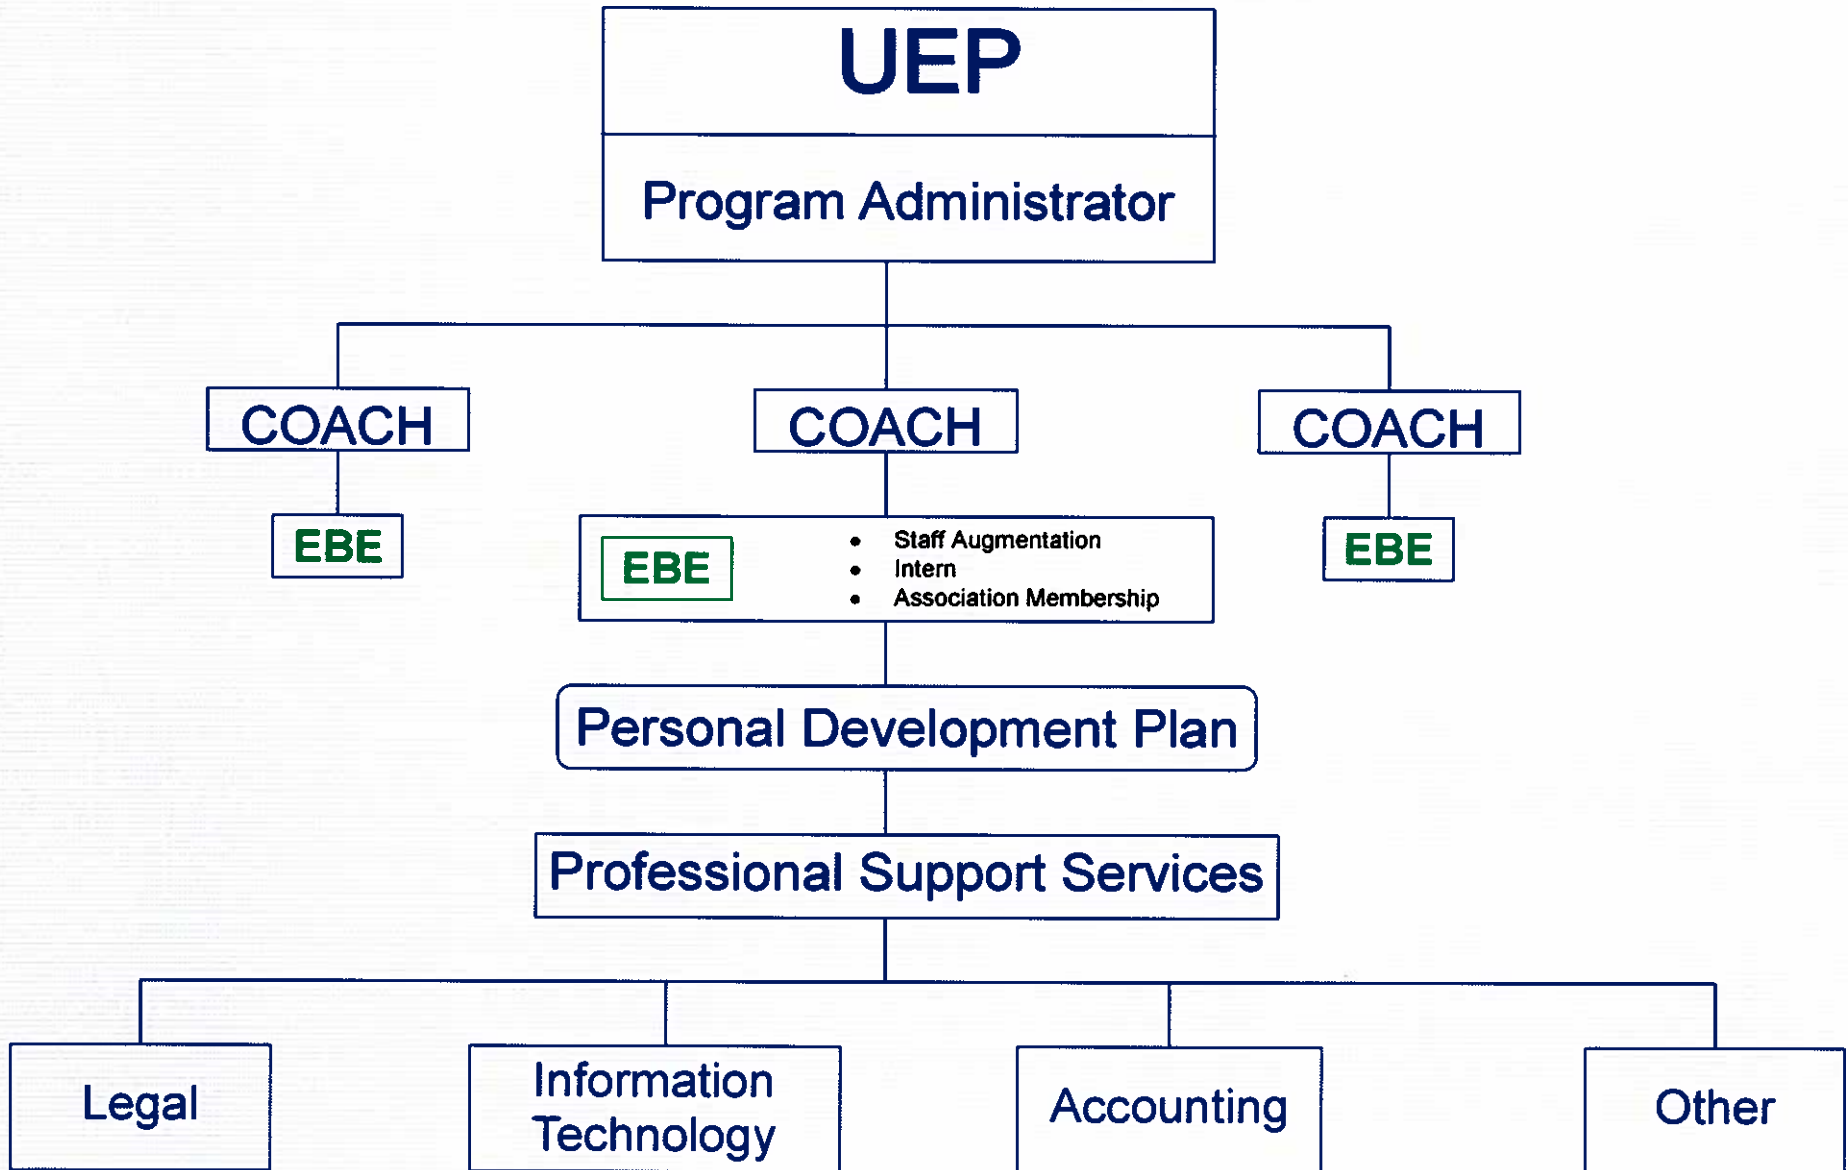 UEP
Program Administrator
COACH
COACH
COACH
EBE
EBE
• Staff Augmentation
• Intern
• Association Membership
EBE
Personal Development Plan
Professional Support Services
Legal
Information
Technology
Accounting
Other